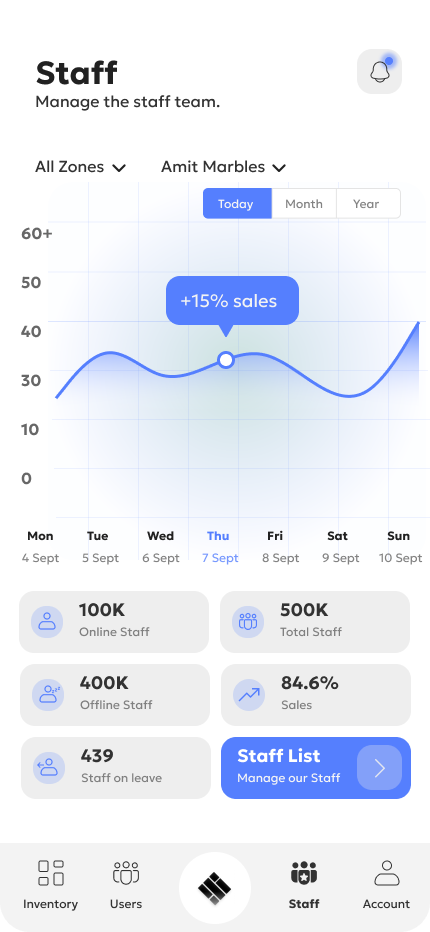 Staff
Manage the staff team.
All Zones Amit Marbles
Today Month Year
60+
50
+15% sales
40
30
10
0
Mon Tue Wed Thu Fri Sat Sun
4 Sept 5 Sept 6 Sept 7 Sept 8 Sept 9 Sept 10 Sept
100K
Online Staff
500K
Total Staff
400K
Offline Staff
84.6%
Sales
439
Staff on leave
Staff List
Manage our Staff
Inventory Users Staff Account